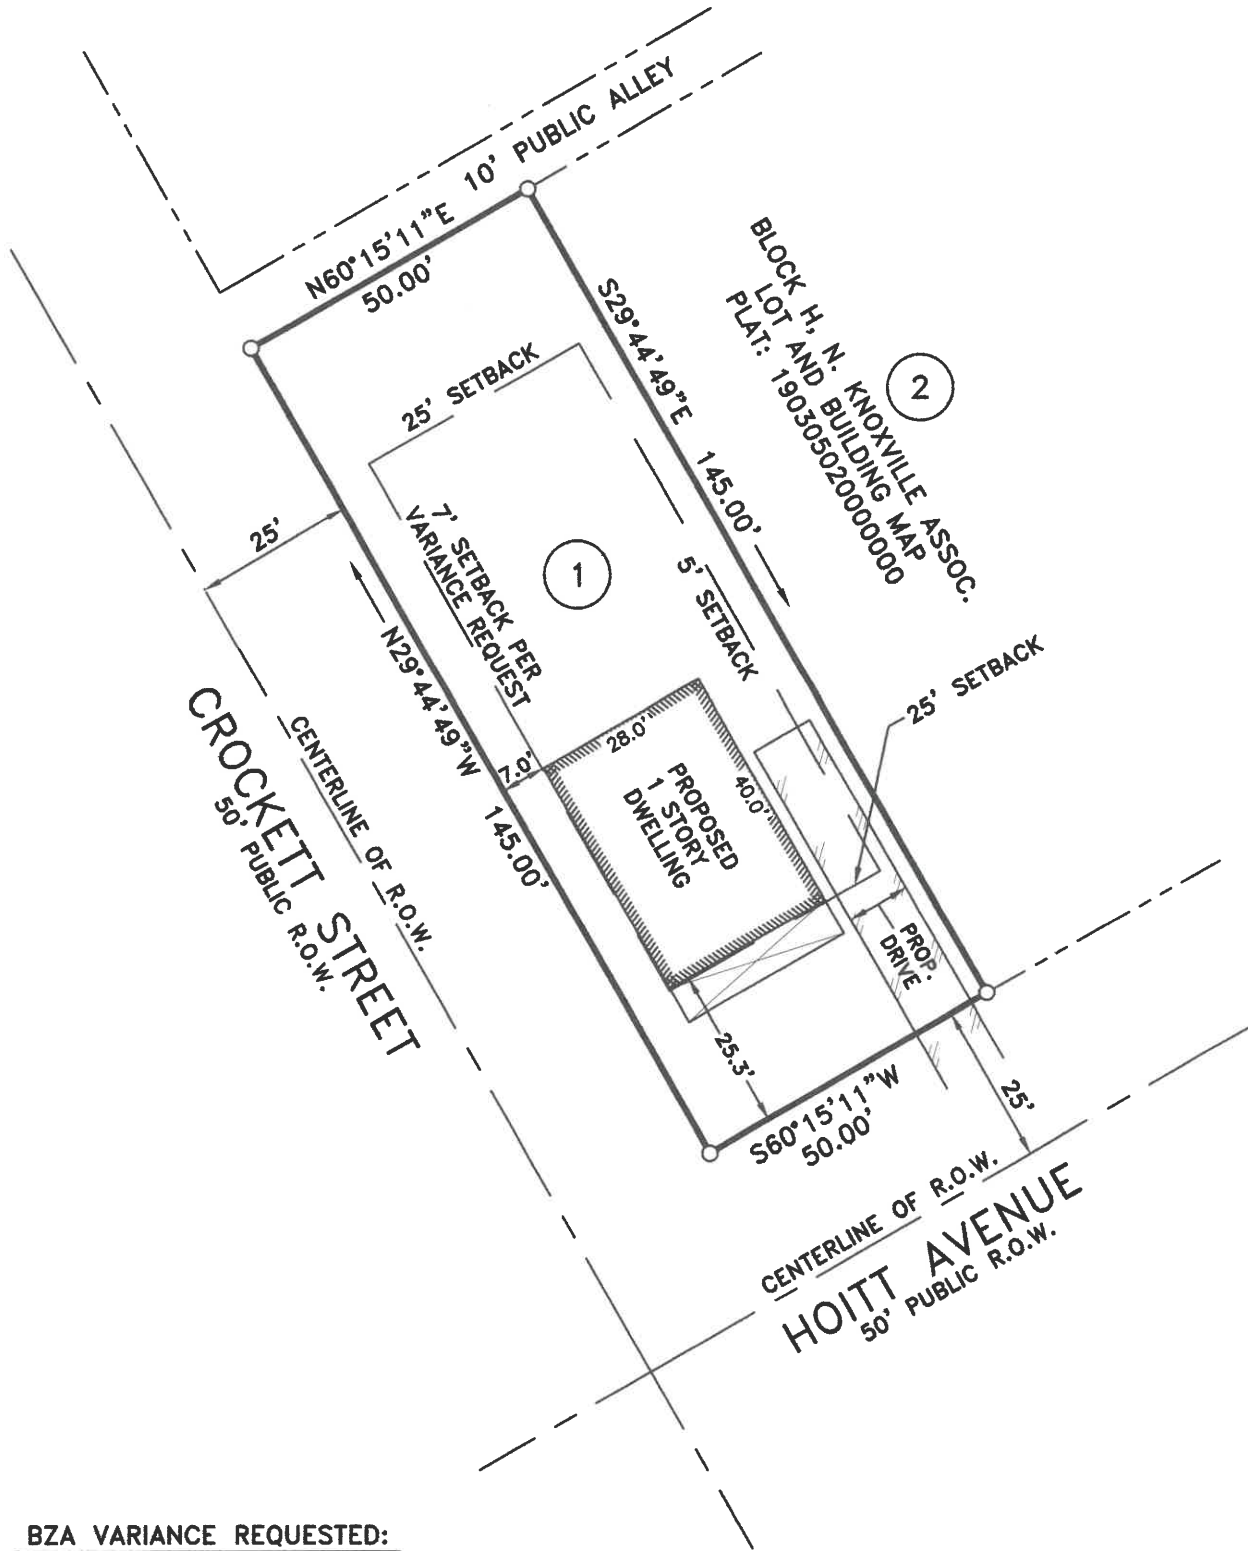 10' PUBLIC ALLEY
N60°15'11"E
50.00'
S29°44'49"E 145.00'
BLOCK H, N. KNOXVILLE ASSOC.
LOT AND BUILDING MAP
PLAT: 190305020000000
2
25' SETBACK
25'
7' SETBACK PER
VARIANCE REQUEST
1
5' SETBACK
25' SETBACK
N29°44'49"W 145.00'
CROCKETT STREET
50' PUBLIC R.O.W.
CENTERLINE OF R.O.W.
7.0'
28.0'
40.0'
PROPOSED
1 STORY
DWELLING
PROP.
DRIVE
25.3'
25'
S60°15'11"W
50.00'
CENTERLINE OF R.O.W.
HOITT AVENUE
50' PUBLIC R.O.W.
BZA VARIANCE REQUESTED: